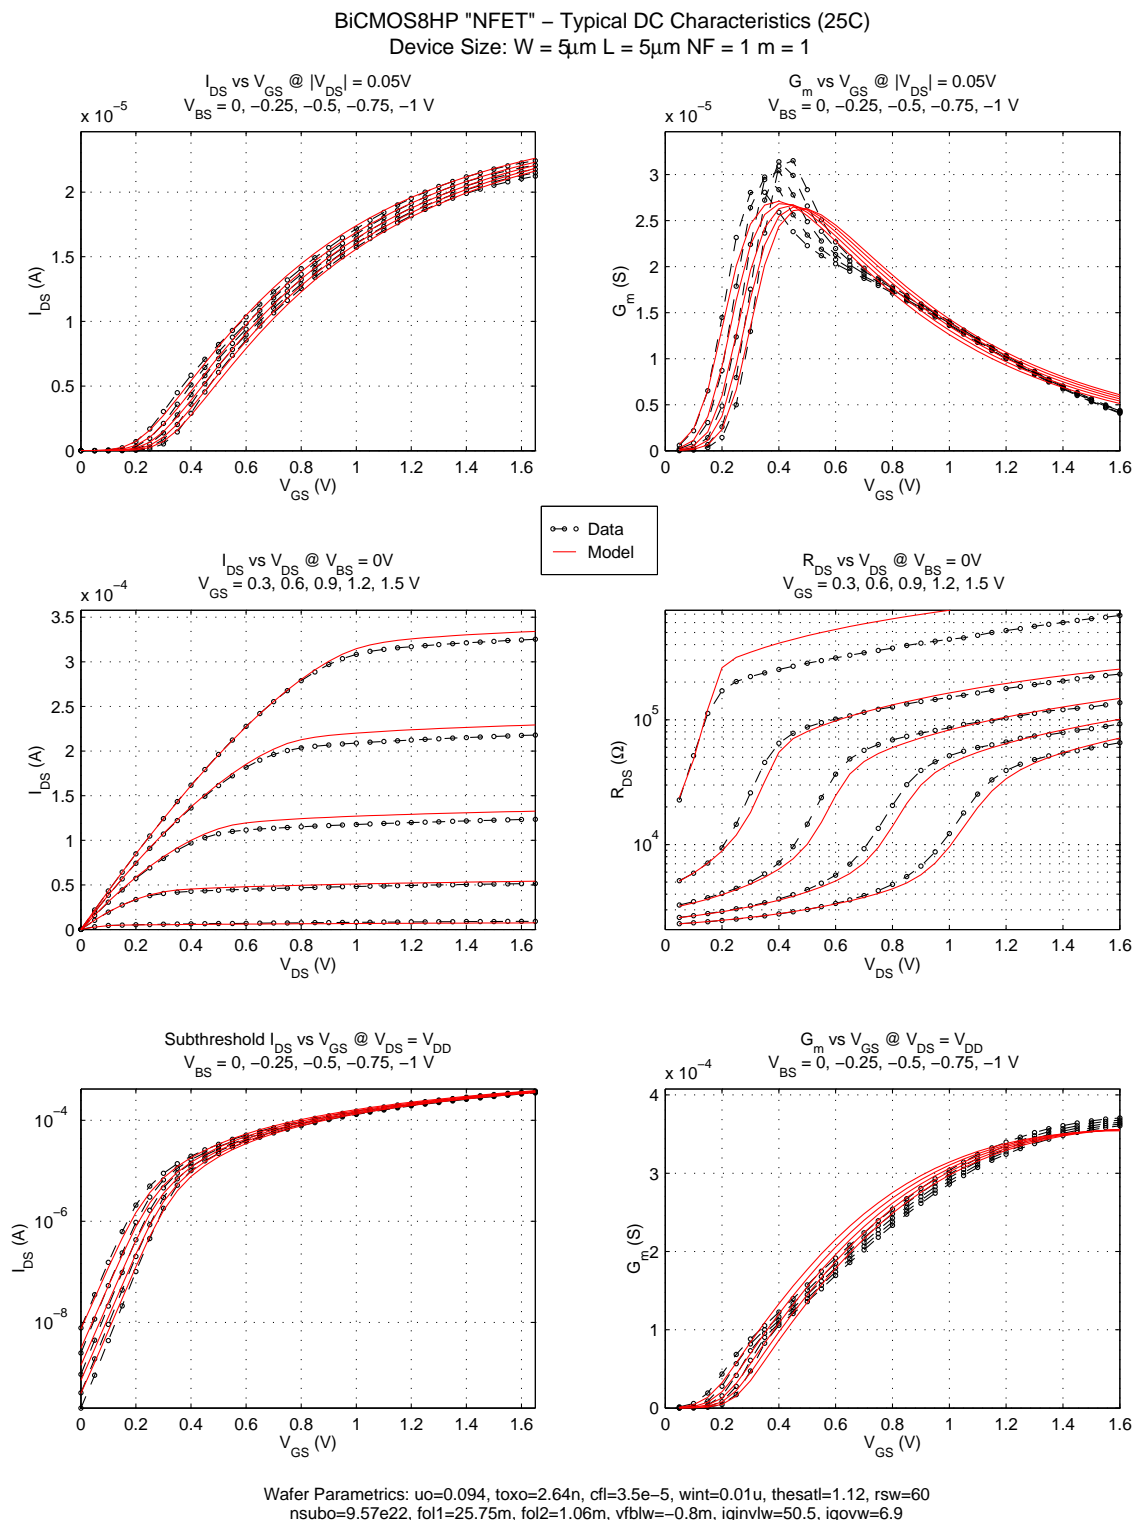 BiCMOS8HP "NFET" – Typical DC Characteristics (25C)
Device Size: W = 5μm L = 5μm NF = 1 m = 1
I_DS vs V_GS @ |V_DS| = 0.05V
V_BS = 0, −0.25, −0.5, −0.75, −1 V
x 10^−5
2
1.5
1
0.5
0
I_DS (A)
0 0.2 0.4 0.6 0.8 1 1.2 1.4 1.6
V_GS (V)
G_m vs V_GS @ |V_DS| = 0.05V
V_BS = 0, −0.25, −0.5, −0.75, −1 V
x 10^−5
3
2.5
2
1.5
1
0.5
0
G_m (S)
0 0.2 0.4 0.6 0.8 1 1.2 1.4 1.6
V_GS (V)
Data
Model
I_DS vs V_DS @ V_BS = 0V
V_GS = 0.3, 0.6, 0.9, 1.2, 1.5 V
x 10^−4
3.5
3
2.5
2
1.5
1
0.5
0
I_DS (A)
0 0.2 0.4 0.6 0.8 1 1.2 1.4 1.6
V_DS (V)
R_DS vs V_DS @ V_BS = 0V
V_GS = 0.3, 0.6, 0.9, 1.2, 1.5 V
10^5
10^4
R_DS (Ω)
0 0.2 0.4 0.6 0.8 1 1.2 1.4 1.6
V_DS (V)
Subthreshold I_DS vs V_GS @ V_DS = V_DD
V_BS = 0, −0.25, −0.5, −0.75, −1 V
10^−4
10^−6
10^−8
I_DS (A)
0 0.2 0.4 0.6 0.8 1 1.2 1.4 1.6
V_GS (V)
G_m vs V_GS @ V_DS = V_DD
V_BS = 0, −0.25, −0.5, −0.75, −1 V
x 10^−4
4
3
2
1
0
G_m (S)
0 0.2 0.4 0.6 0.8 1 1.2 1.4 1.6
V_GS (V)
Wafer Parametrics: uo=0.094, toxo=2.64n, cfl=3.5e−5, wint=0.01u, thesatl=1.12, rsw=60
nsubo=9.57e22, fol1=25.75m, fol2=1.06m, vfblw=−0.8m, iginvlw=50.5, igovw=6.9